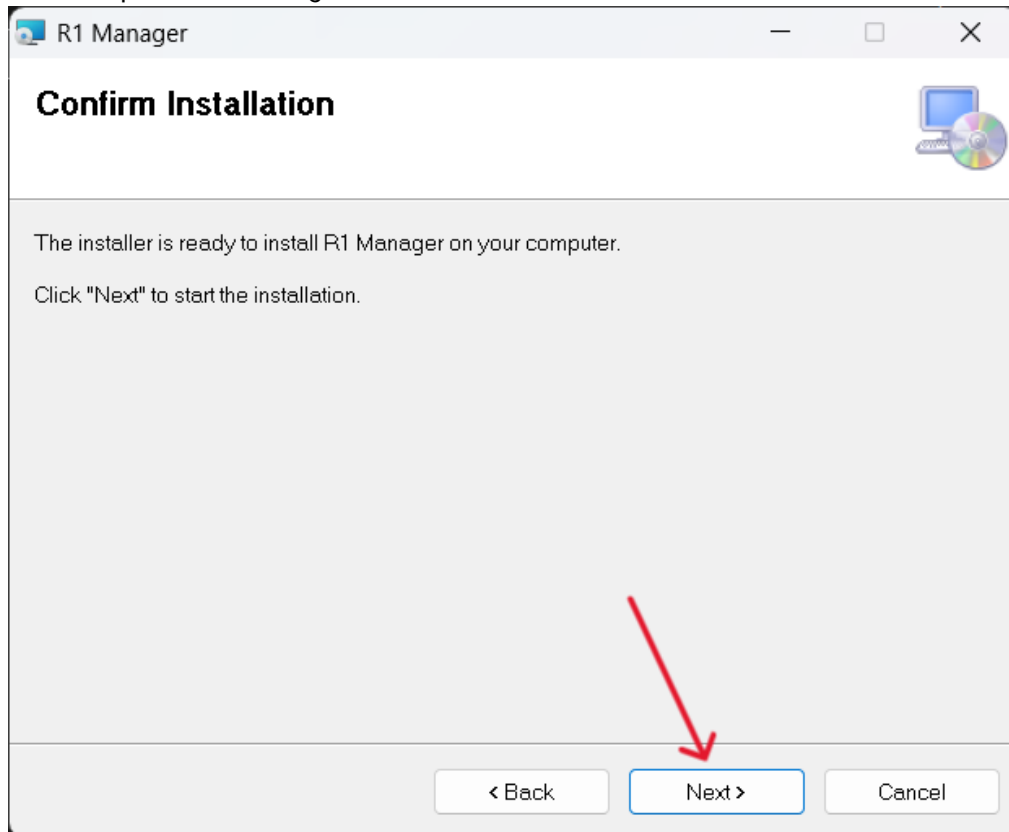 R1 Manager
Confirm Installation
The installer is ready to install R1 Manager on your computer.
Click "Next" to start the installation.
< Back
Next >
Cancel